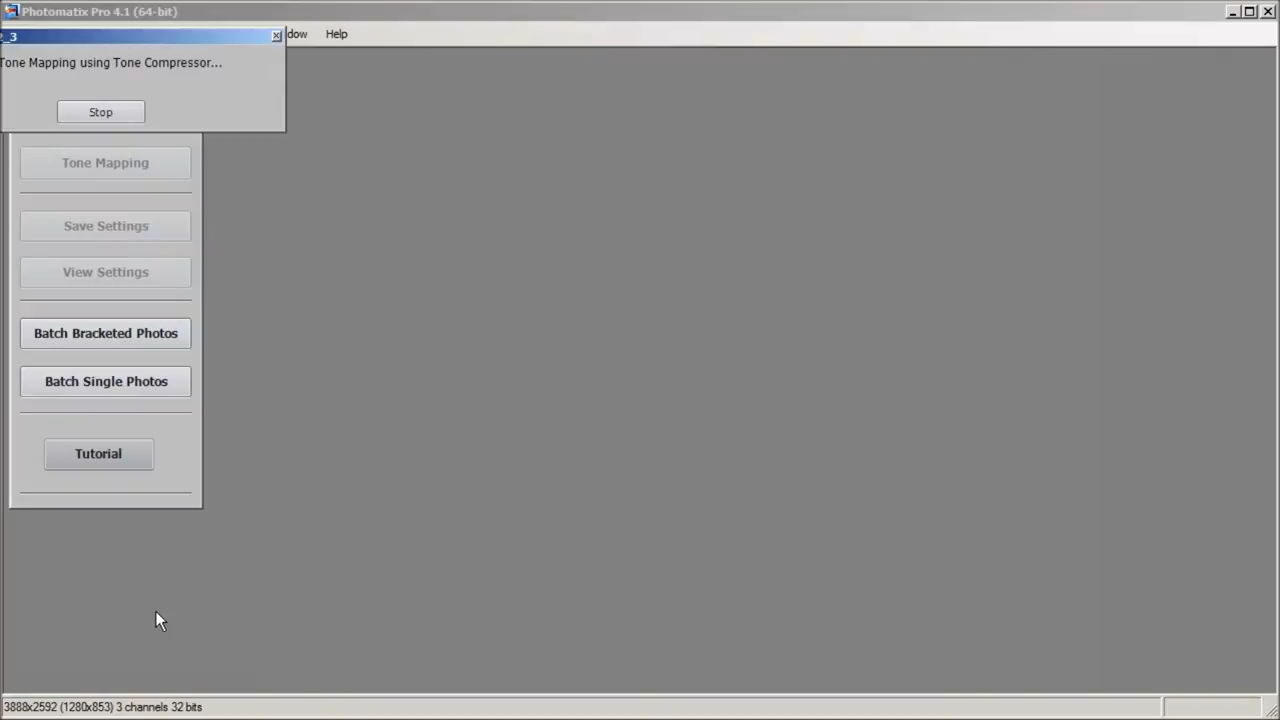 Photomatix Pro 4.1 (64-bit)
_3
dow Help
Tone Mapping using Tone Compressor...
Stop
Tone Mapping
Save Settings
View Settings
Batch Bracketed Photos
Batch Single Photos
Tutorial
3888x2592 (1280x853) 3 channels 32 bits